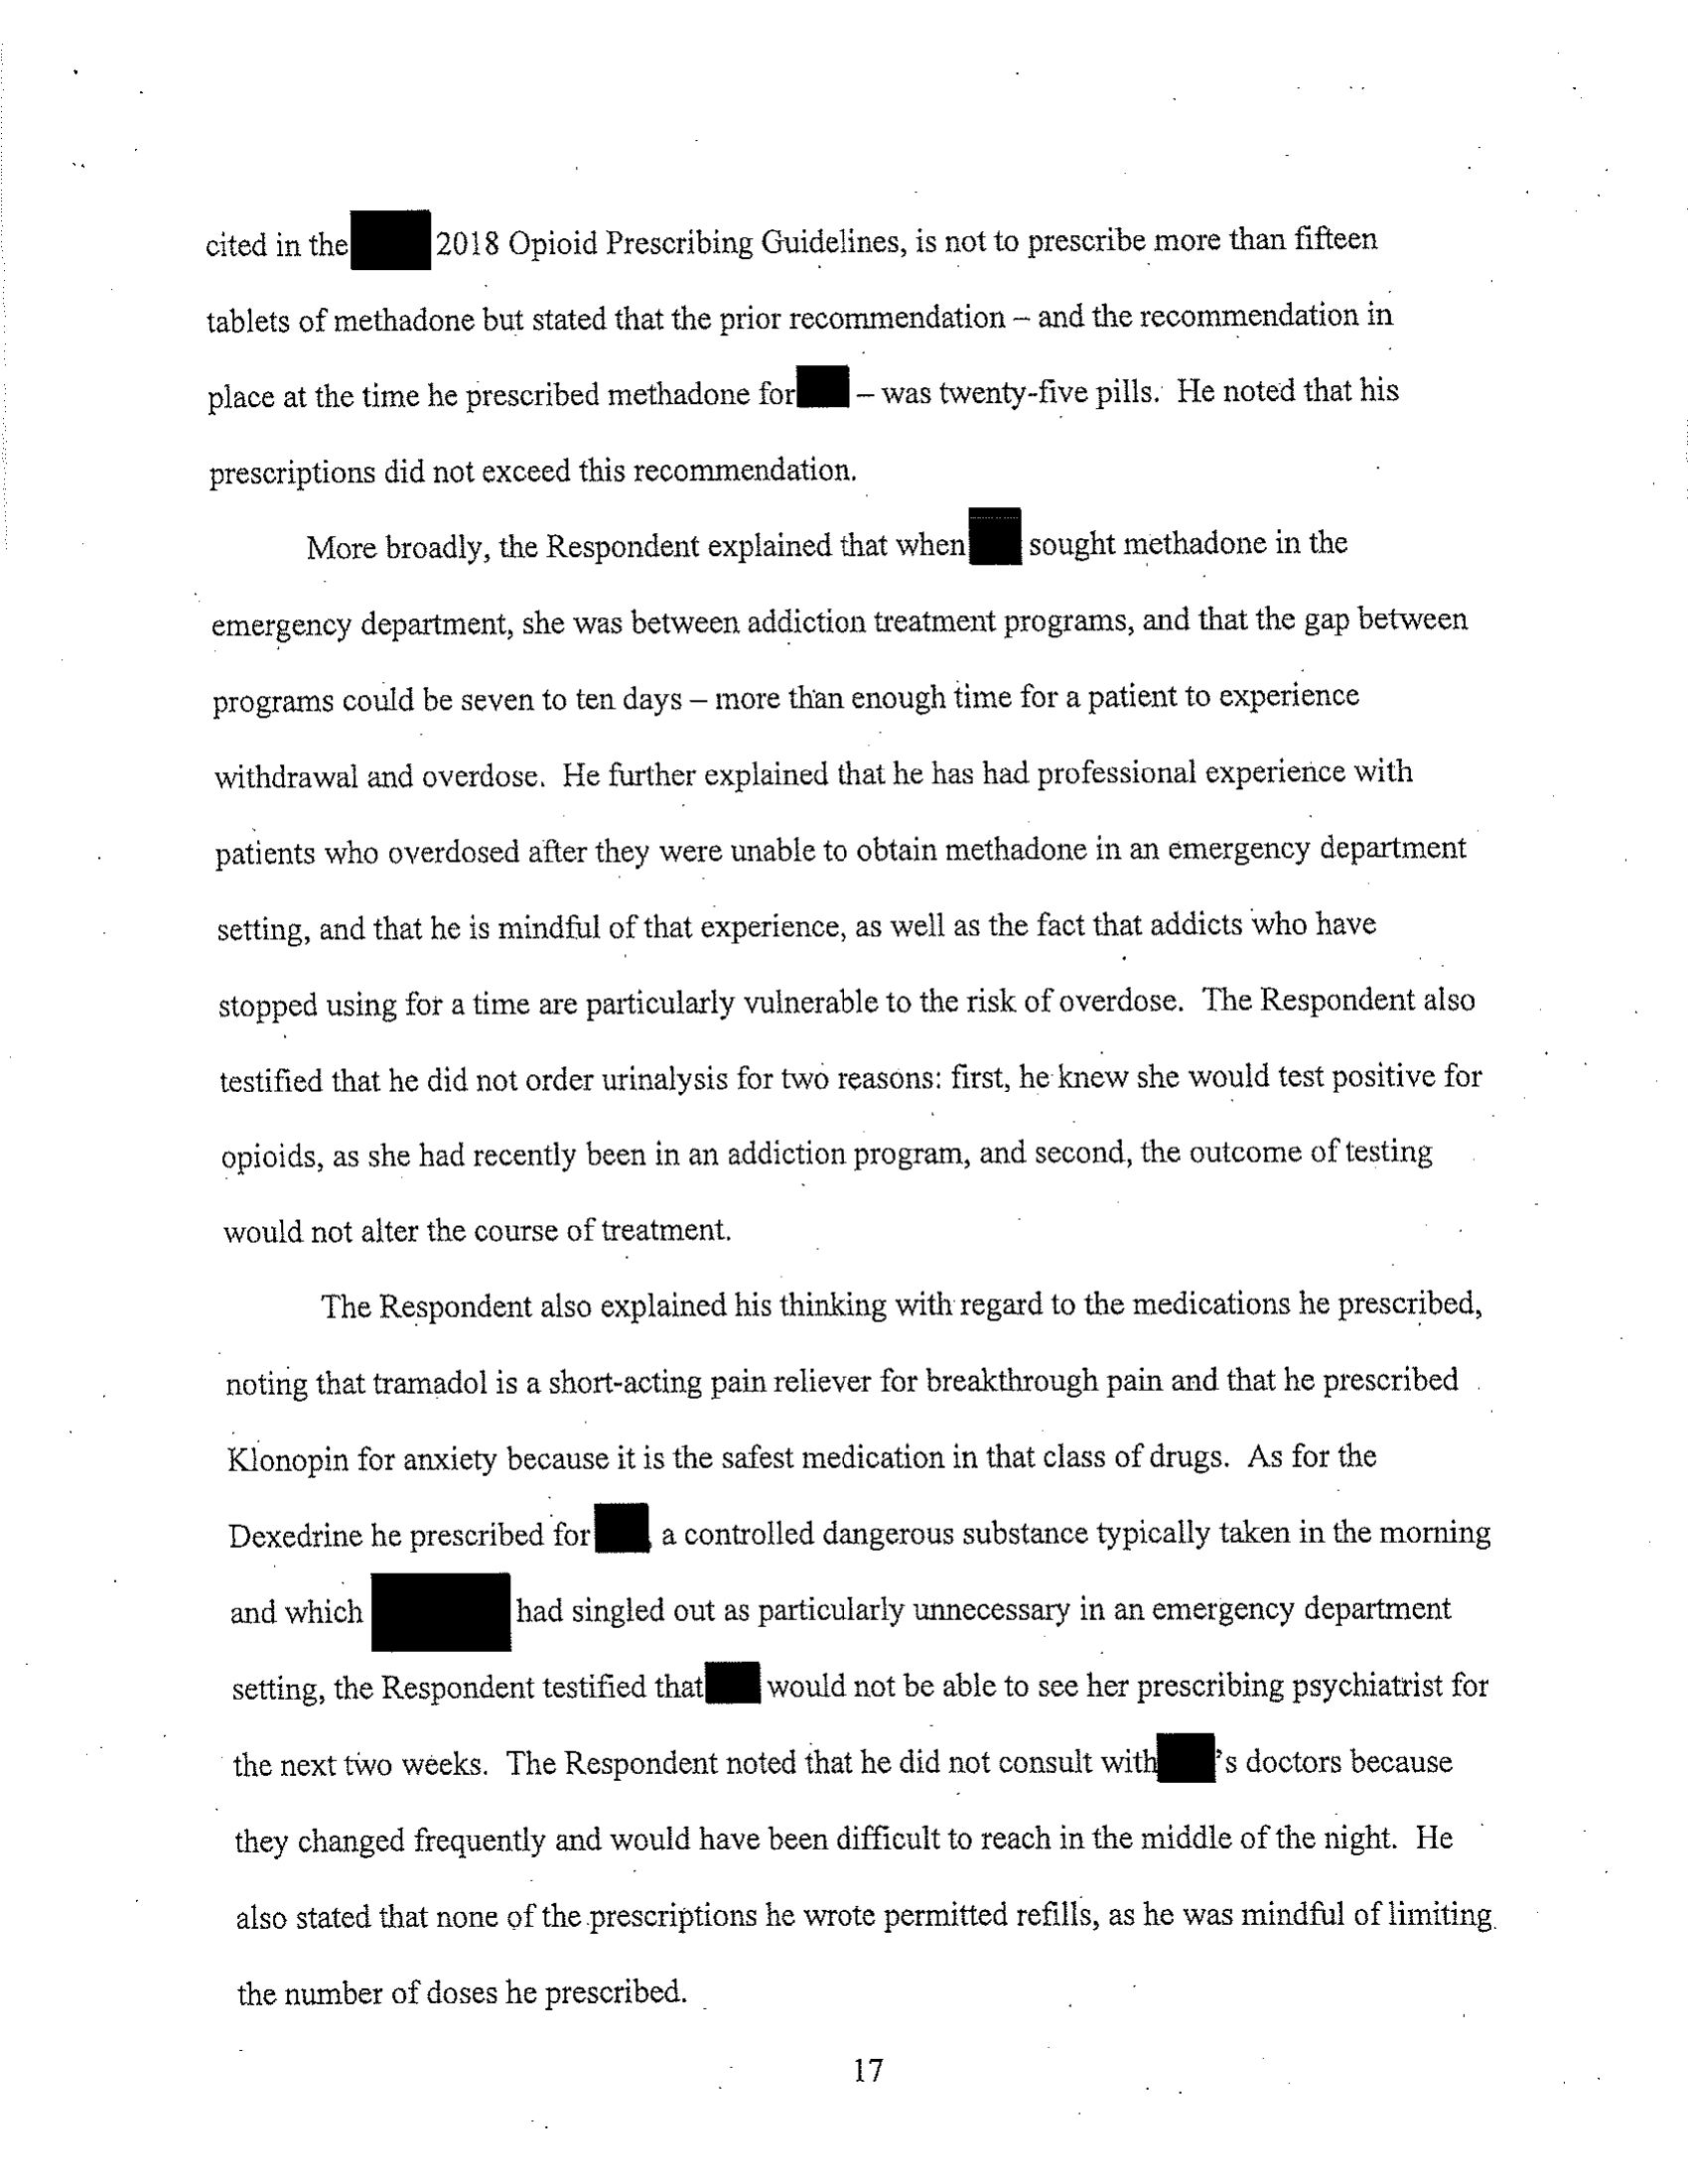 cited in the 2018 Opioid Prescribing Guidelines, is not to prescribe more than fifteen
tablets of methadone but stated that the prior recommendation – and the recommendation in
place at the time he prescribed methadone for – was twenty-five pills. He noted that his
prescriptions did not exceed this recommendation.
More broadly, the Respondent explained that when sought methadone in the
emergency department, she was between addiction treatment programs, and that the gap between
programs could be seven to ten days – more than enough time for a patient to experience
withdrawal and overdose. He further explained that he has had professional experience with
patients who overdosed after they were unable to obtain methadone in an emergency department
setting, and that he is mindful of that experience, as well as the fact that addicts who have
stopped using for a time are particularly vulnerable to the risk of overdose. The Respondent also
testified that he did not order urinalysis for two reasons: first, he knew she would test positive for
opioids, as she had recently been in an addiction program, and second, the outcome of testing
would not alter the course of treatment.
The Respondent also explained his thinking with regard to the medications he prescribed,
noting that tramadol is a short-acting pain reliever for breakthrough pain and that he prescribed
Klonopin for anxiety because it is the safest medication in that class of drugs. As for the
Dexedrine he prescribed for , a controlled dangerous substance typically taken in the morning
and which had singled out as particularly unnecessary in an emergency department
setting, the Respondent testified that would not be able to see her prescribing psychiatrist for
the next two weeks. The Respondent noted that he did not consult with 's doctors because
they changed frequently and would have been difficult to reach in the middle of the night. He
also stated that none of the prescriptions he wrote permitted refills, as he was mindful of limiting
the number of doses he prescribed.
17